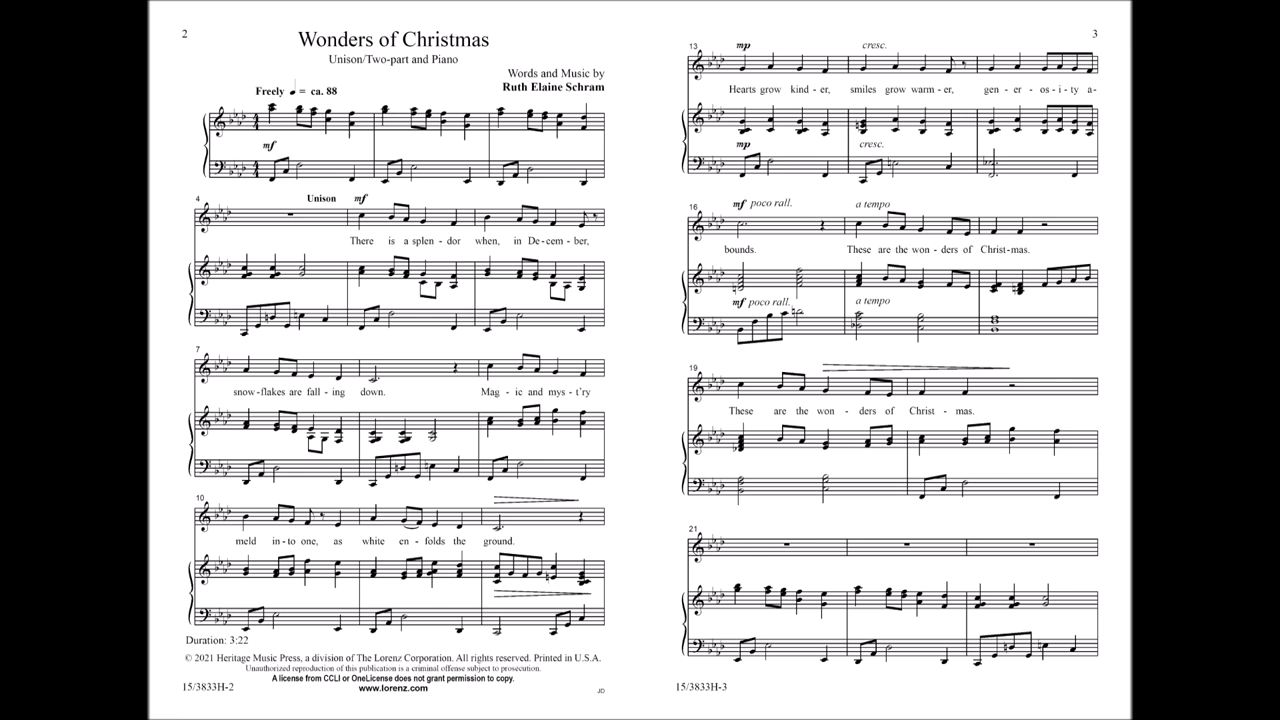 2
Wonders of Christmas
Unison/Two-part and Piano
Words and Music by
Ruth Elaine Schram
Freely ♩ = ca. 88
4
4
mf
4
4
4
Unison
mf
There is a splen - dor when, in De - cem - ber,
7
snow - flakes are fall - ing down. Mag - ic and mys - t'ry
10
meld in - to one, as white en - folds the ground.
Duration: 3:22
© 2021 Heritage Music Press, a division of The Lorenz Corporation. All rights reserved. Printed in U.S.A.
Unauthorized reproduction of this publication is a criminal offense subject to prosecution.
A license from CCLI or OneLicense does not grant permission to copy.
www.lorenz.com
JD
15/3833H-2
3
13
mp
cresc.
Hearts grow kind - er, smiles grow warm - er, gen - er - os - i - ty a-
mp
cresc.
16
mf poco rall.
a tempo
bounds. These are the won - ders of Christ - mas.
mf poco rall.
a tempo
19
These are the won - ders of Christ - mas.
21
15/3833H-3